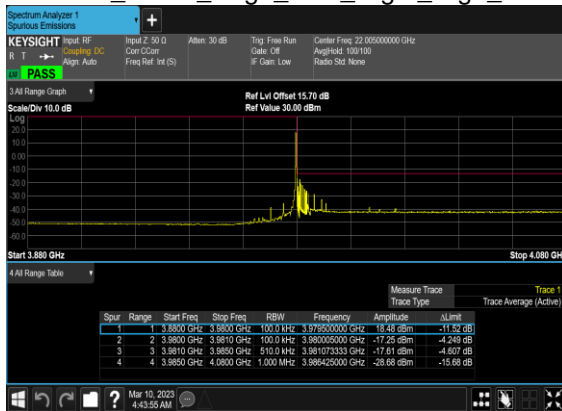 Spectrum Analyzer 1
Spurious Emissions
KEYSIGHT Input: RF Input Z: 50 Ω Atten: 30 dB Trig: Free Run Center Freq: 22.005000000 GHz
R T Coupling: DC Corr CCorr Gate: Off Avg|Hold: 100/100
Align: Auto Freq Ref: Int (S) IF Gain: Low Radio Std: None
PASS
3 All Range Graph
Ref Lvl Offset 15.70 dB
Scale/Div 10.0 dB Ref Value 30.00 dBm
Log
20.0
10.0
0.00
-10.0
-20.0
-30.0
-40.0
-50.0
-60.0
Start 3.880 GHz Stop 4.080 GH
4 All Range Table
Measure Trace Trace 1
Trace Type Trace Average (Active)
Spur Range Start Freq Stop Freq RBW Frequency Amplitude ΔLimit
1 1 3.8800 GHz 3.9800 GHz 100.0 kHz 3.979500000 GHz 18.48 dBm -11.52 dB
2 2 3.9800 GHz 3.9810 GHz 100.0 kHz 3.980005000 GHz -17.25 dBm -4.249 dB
3 3 3.9810 GHz 3.9850 GHz 510.0 kHz 3.981073333 GHz -17.61 dBm -4.607 dB
4 4 3.9850 GHz 4.0800 GHz 1.000 MHz 3.986425000 GHz -28.68 dBm -15.68 dB
? Mar 10, 2023
4:43:55 AM